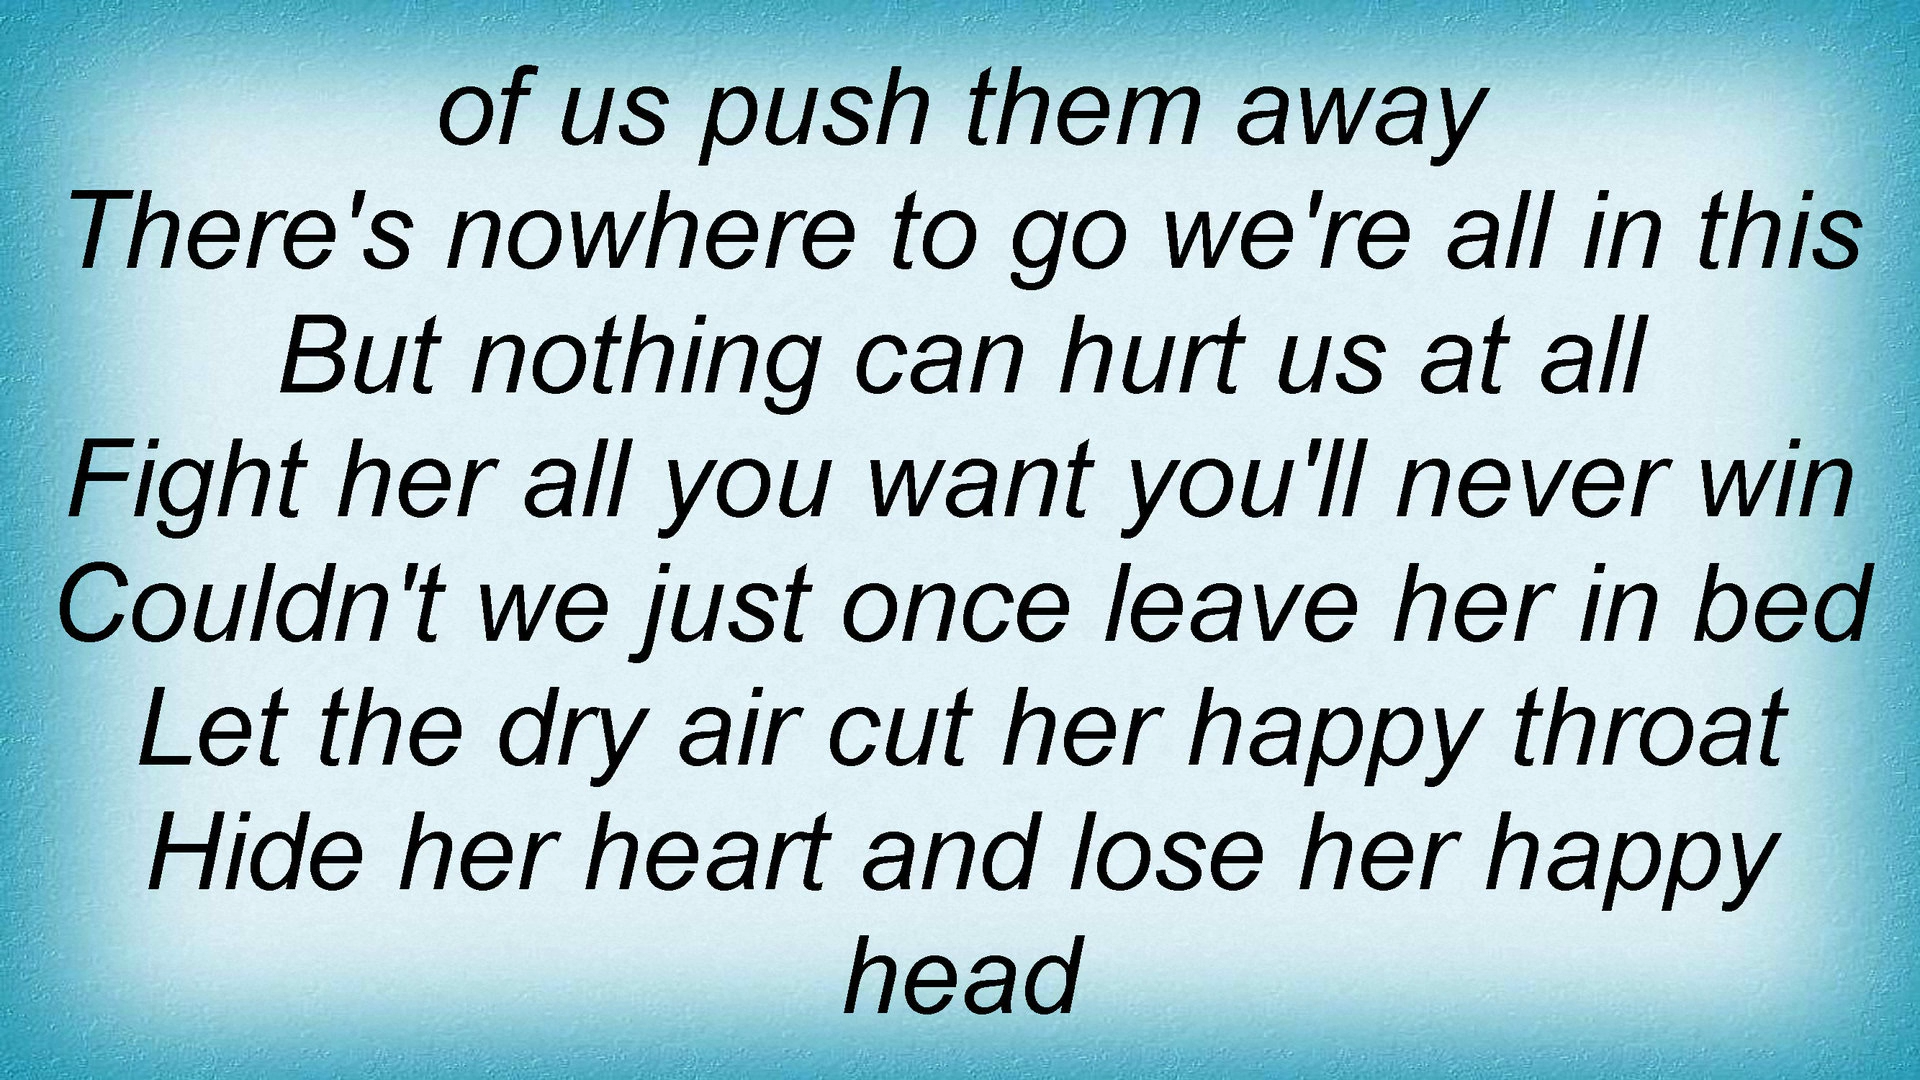 of us push them away
There's nowhere to go we're all in this
But nothing can hurt us at all
Fight her all you want you'll never win
Couldn't we just once leave her in bed
Let the dry air cut her happy throat
Hide her heart and lose her happy
head